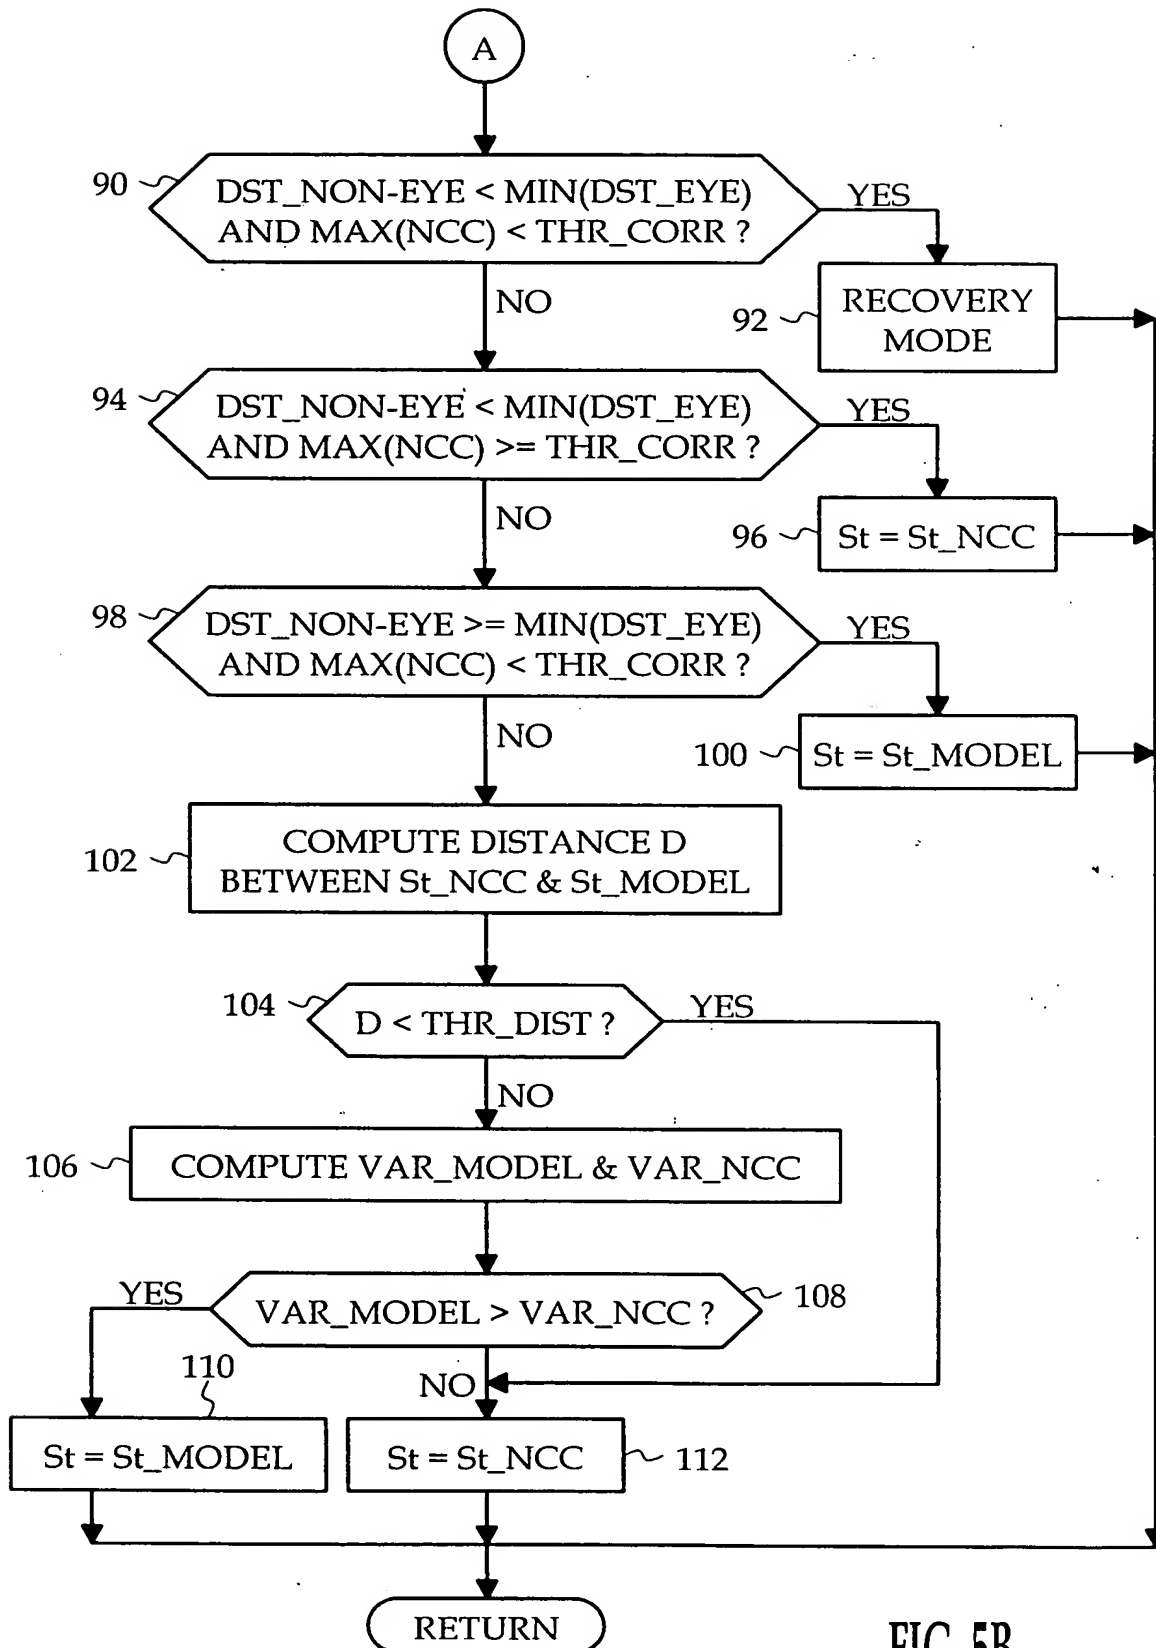 A
90
DST_NON-EYE < MIN(DST_EYE)
AND MAX(NCC) < THR_CORR ?
YES
NO
92
RECOVERY
MODE
94
DST_NON-EYE < MIN(DST_EYE)
AND MAX(NCC) >= THR_CORR ?
YES
NO
96
St = St_NCC
98
DST_NON-EYE >= MIN(DST_EYE)
AND MAX(NCC) < THR_CORR ?
YES
NO
100
St = St_MODEL
102
COMPUTE DISTANCE D
BETWEEN St_NCC & St_MODEL
104
D < THR_DIST ?
YES
NO
106
COMPUTE VAR_MODEL & VAR_NCC
YES
VAR_MODEL > VAR_NCC ?
108
110
NO
St = St_MODEL
St = St_NCC
112
RETURN
FIG. 5B